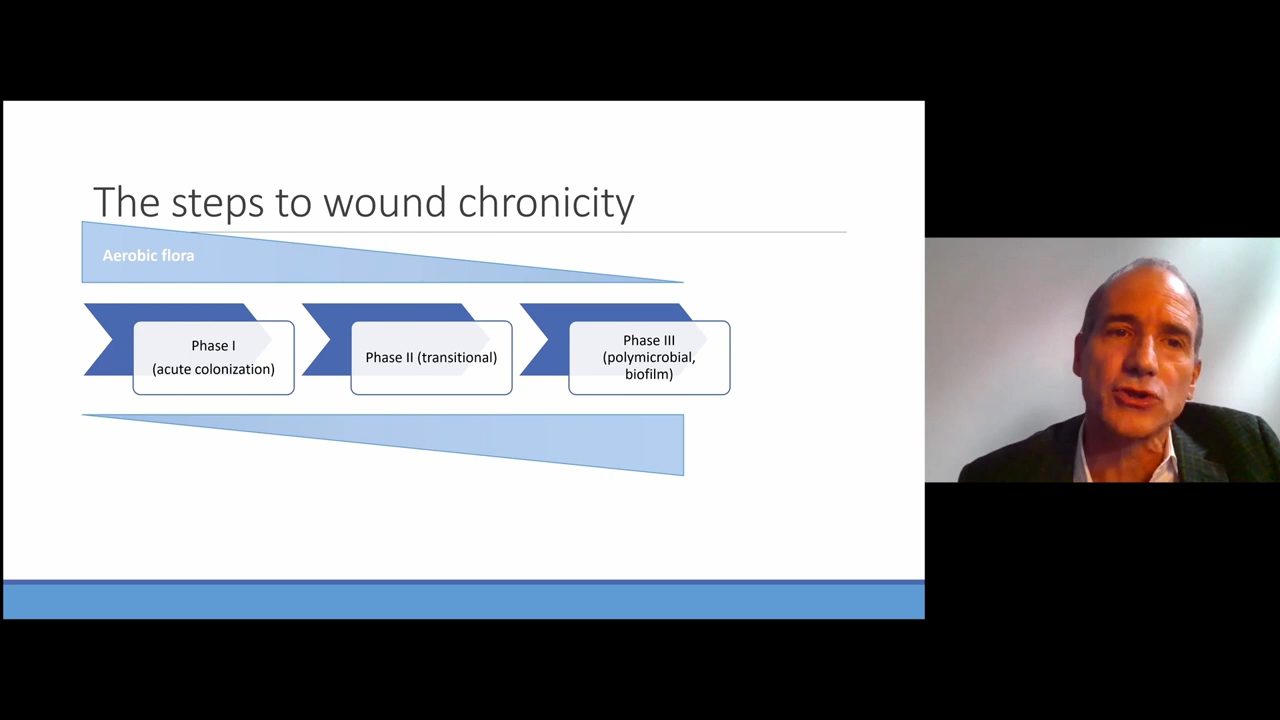 The steps to wound chronicity
Aerobic flora
Phase I
(acute colonization)
Phase II (transitional)
Phase III
(polymicrobial,
biofilm)